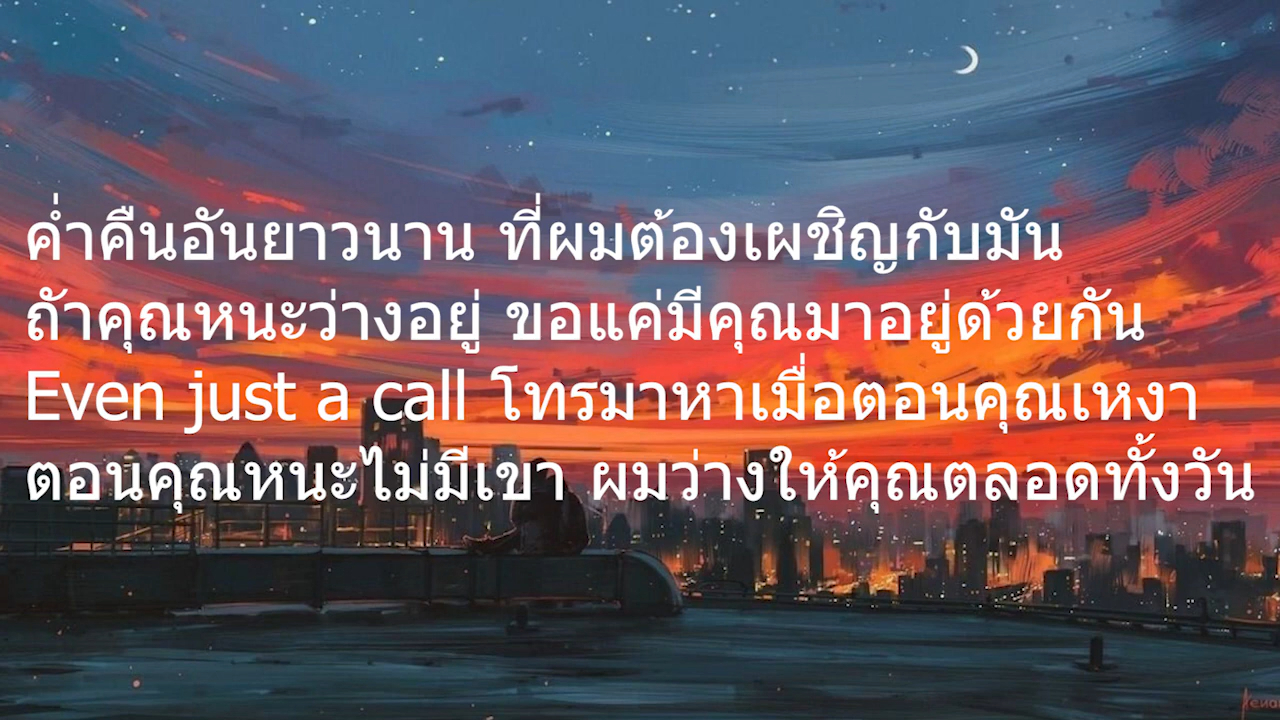 ค่ำคืนอันยาวนาน ที่ผมต้องเผชิญกับมัน
ถ้าคุณหนะว่างอยู่ ขอแค่มีคุณมาอยู่ด้วยกัน
Even just a call โทรมาหาเมื่อตอนคุณเหงา
ตอนคุณหนะไม่มีเขา ผมว่างให้คุณตลอดทั้งวัน